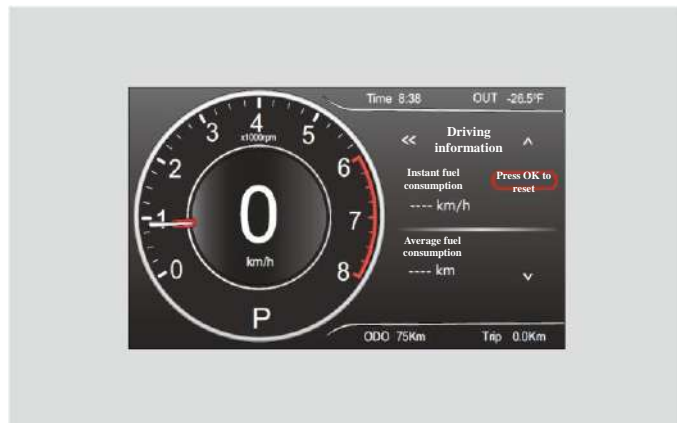 Time 8:38 OUT -26.5°F
Driving
information
Instant fuel
consumption
Press OK to
reset
---- km/h
Average fuel
consumption
---- km
ODO 75Km Trip 0.0Km
0
1
2
3
4
5
6
7
8
x1000rpm
0
km/h
P